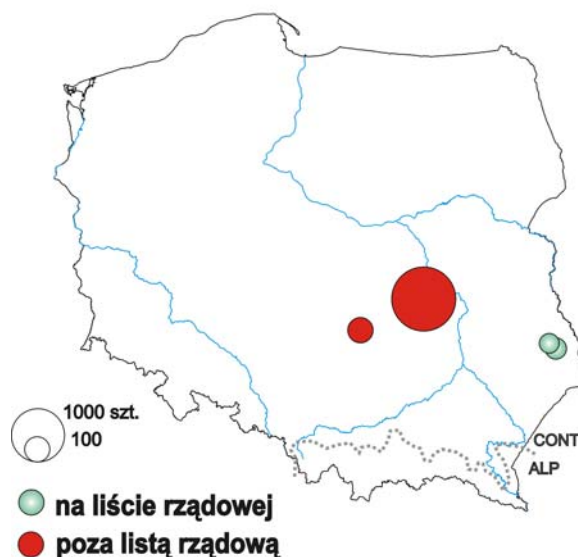 CONT
ALP
1000 szt.
100
na liście rządowej
poza listą rządową